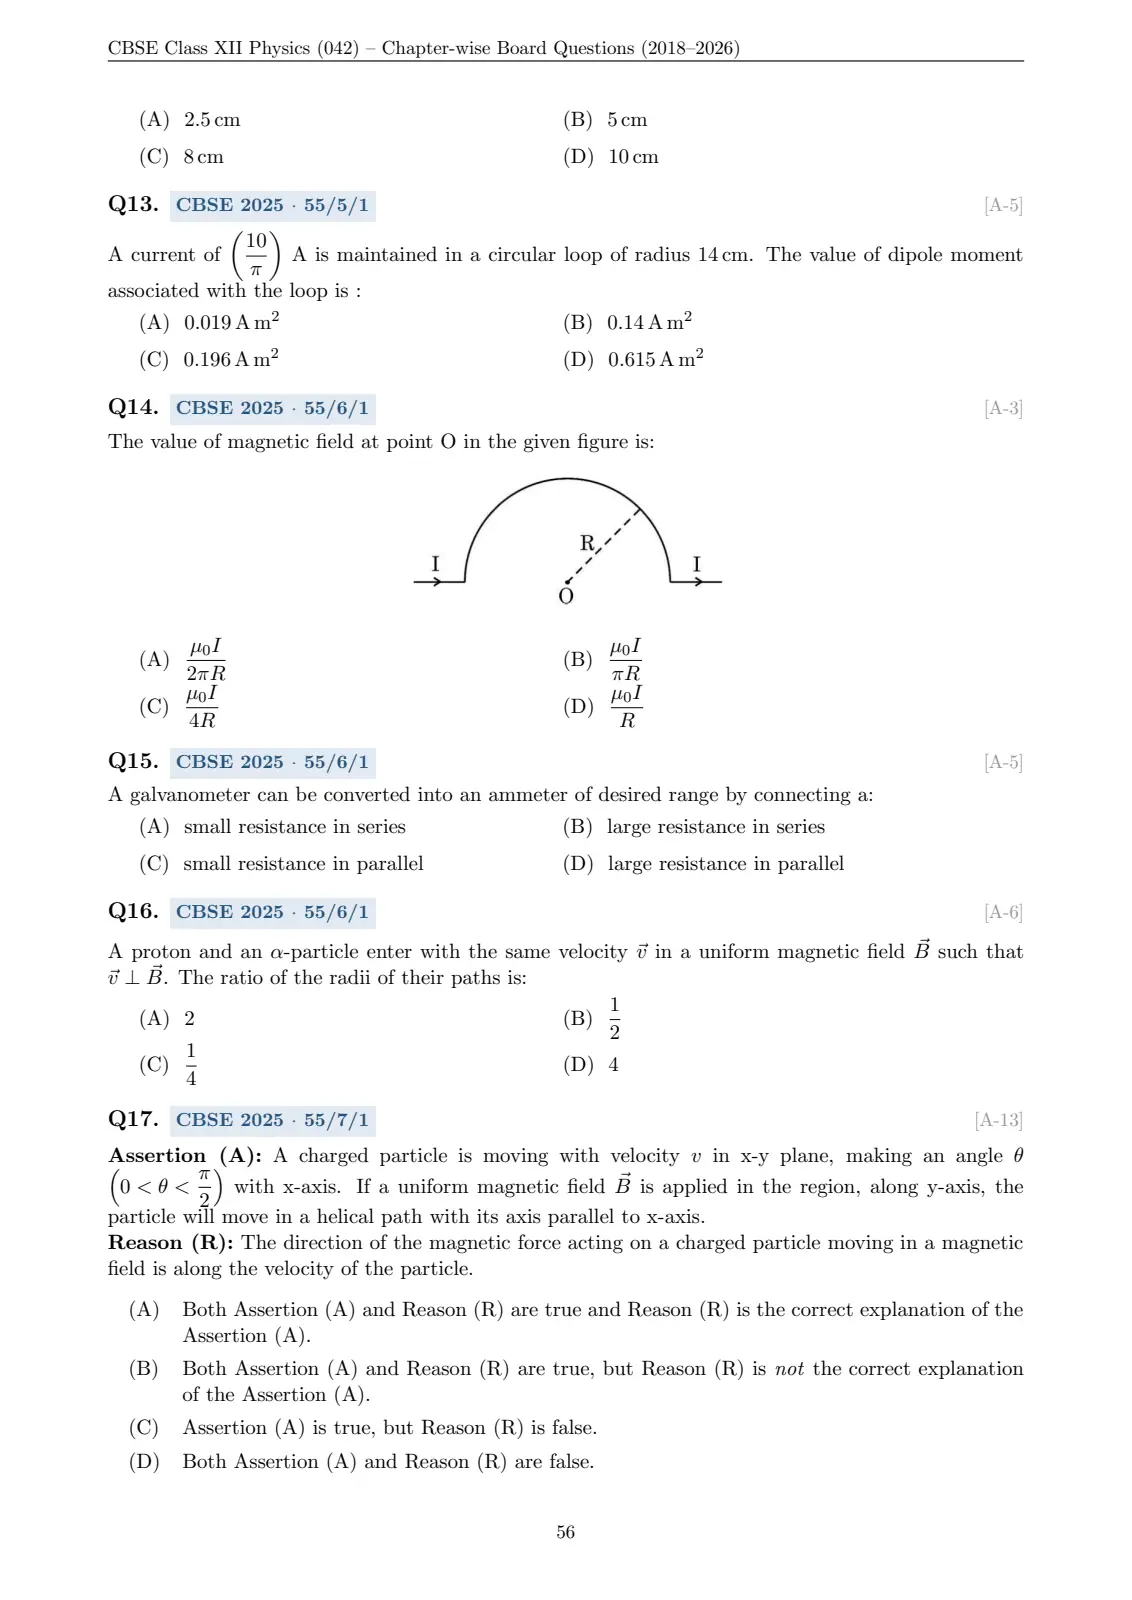 CBSE Class XII Physics (042) – Chapter-wise Board Questions (2018–2026)
(A) 2.5 cm (B) 5 cm
(C) 8 cm (D) 10 cm
Q13. CBSE 2025 · 55/5/1 [A-5]
A current of (10/π) A is maintained in a circular loop of radius 14 cm. The value of dipole moment
associated with the loop is :
(A) 0.019 A m² (B) 0.14 A m²
(C) 0.196 A m² (D) 0.615 A m²
Q14. CBSE 2025 · 55/6/1 [A-3]
The value of magnetic field at point O in the given figure is:
R
I I
O
(A) μ₀I/2πR (B) μ₀I/πR
(C) μ₀I/4R (D) μ₀I/R
Q15. CBSE 2025 · 55/6/1 [A-5]
A galvanometer can be converted into an ammeter of desired range by connecting a:
(A) small resistance in series (B) large resistance in series
(C) small resistance in parallel (D) large resistance in parallel
Q16. CBSE 2025 · 55/6/1 [A-6]
A proton and an α-particle enter with the same velocity v⃗ in a uniform magnetic field B⃗ such that
v⃗ ⊥ B⃗. The ratio of the radii of their paths is:
(A) 2 (B) 1/2
(C) 1/4 (D) 4
Q17. CBSE 2025 · 55/7/1 [A-13]
Assertion (A): A charged particle is moving with velocity v in x-y plane, making an angle θ
(0 < θ < π/2) with x-axis. If a uniform magnetic field B⃗ is applied in the region, along y-axis, the
particle will move in a helical path with its axis parallel to x-axis.
Reason (R): The direction of the magnetic force acting on a charged particle moving in a magnetic
field is along the velocity of the particle.
(A) Both Assertion (A) and Reason (R) are true and Reason (R) is the correct explanation of the
Assertion (A).
(B) Both Assertion (A) and Reason (R) are true, but Reason (R) is not the correct explanation
of the Assertion (A).
(C) Assertion (A) is true, but Reason (R) is false.
(D) Both Assertion (A) and Reason (R) are false.
56